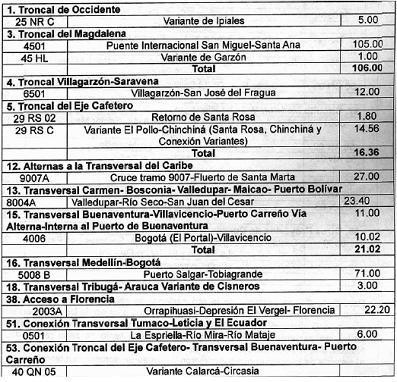 1. Troncal de Occidente
25 NR C Variante de Ipiales 5.00
3. Troncal del Magdalena
4501 Puente Internacional San Miguel-Santa Ana 105.00
45 HL Variante de Garzón 1.00
Total 106.00
4. Troncal Villagarzón-Saravena
6501 Villagarzón-San José del Fragua 12.00
5. Troncal del Eje Cafetero
29 RS 02 Retorno de Santa Rosa 1.80
29 RS C Variante El Pollo-Chinchiná (Santa Rosa, Chinchiná y 14.56
Conexión Variantes)
Total 16.36
12. Alternas a la Transversal del Caribe
9007A Cruce tramo 9007-Fluerto de Santa Marta 27.00
13. Transversal Carmen- Bosconia- Valledupar- Maicao- Puerto Bolívar
8004A Valledupar-Río Seco-San Juan del Cesar 23.40
15. Transversal Buenaventura-Villavicencio-Puerto Carreño Vía 11.00
Alterna-Interna al Puerto de Buenaventura
4006 Bogotá (El Portal)-Villavicencio 10.02
Total 21.02
16. Transversal Medellín-Bogotá
5008 B Puerto Salgar-Tobiagrande 71.00
18. Transversal Tribugá- Arauca Variante de Cisneros 3.00
38. Acceso a Florencia
2003A Orrapihuasi-Depresión El Vergel- Florencia 22.20
51. Conexión Transversal Tumaco-Leticia y El Ecuador
0501 La Espriella-Río Mira-Río Mataje 6.00
53. Conexión Troncal del Eje Cafetero- Transversal Buenaventura- Puerto
Carreño
40 QN 05 Variante Calarcá-Circasia